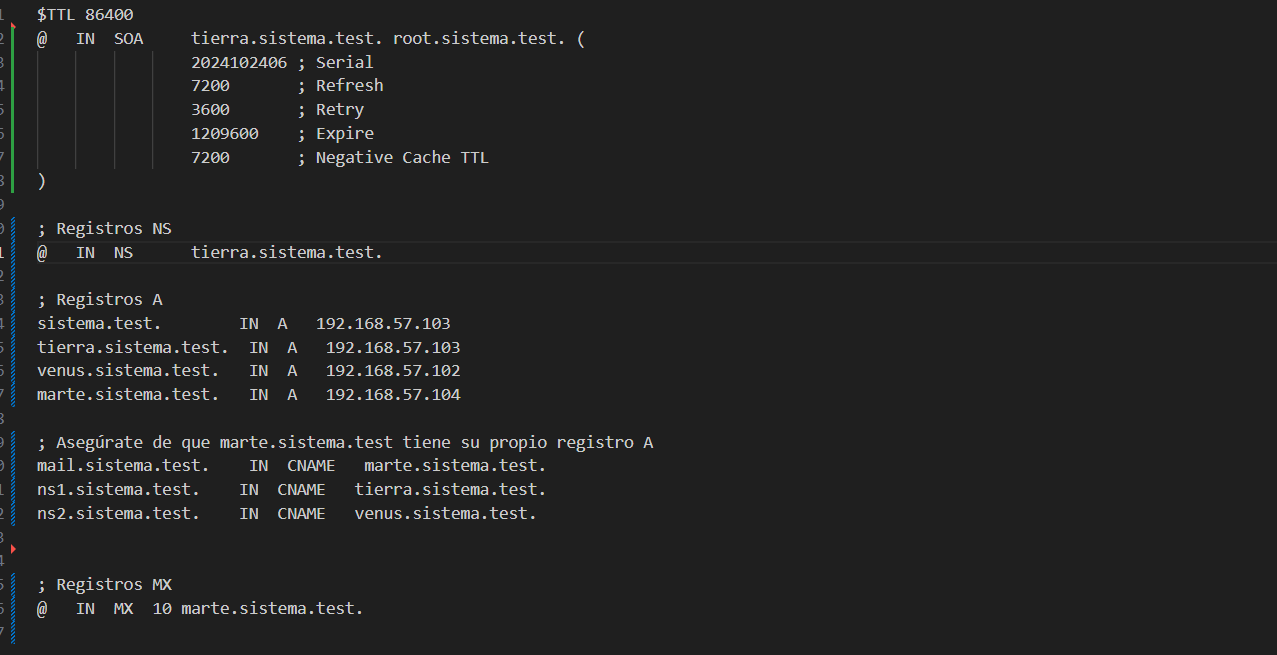 $TTL 86400
@   IN  SOA     tierra.sistema.test. root.sistema.test. (
                2024102406 ; Serial
                7200       ; Refresh
                3600       ; Retry
                1209600    ; Expire
                7200       ; Negative Cache TTL
)
; Registros NS
@   IN  NS      tierra.sistema.test.
; Registros A
sistema.test.        IN  A   192.168.57.103
tierra.sistema.test.  IN  A   192.168.57.103
venus.sistema.test.   IN  A   192.168.57.102
marte.sistema.test.   IN  A   192.168.57.104
; Asegúrate de que marte.sistema.test tiene su propio registro A
mail.sistema.test.    IN  CNAME   marte.sistema.test.
ns1.sistema.test.    IN  CNAME   tierra.sistema.test.
ns2.sistema.test.    IN  CNAME   venus.sistema.test.
; Registros MX
@   IN  MX  10 marte.sistema.test.